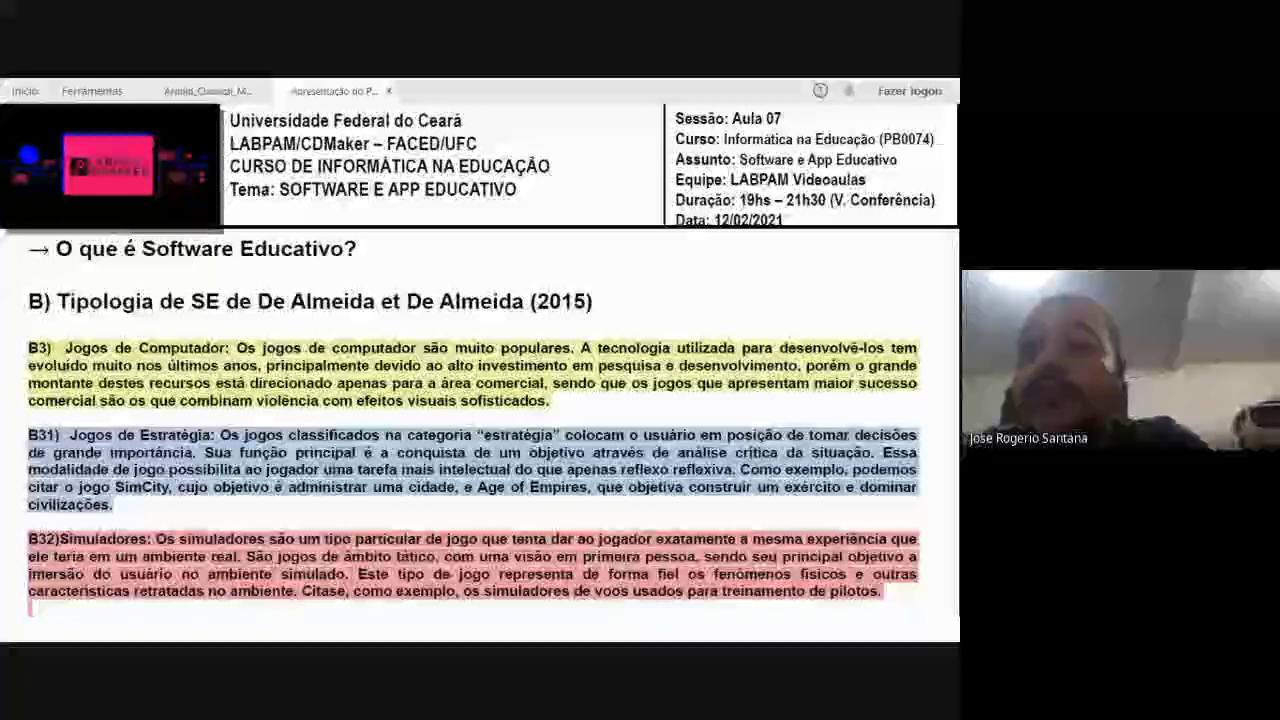 Início
Ferramentas
Apresentação do P...
Fazer logon
Universidade Federal do Ceará
LABPAM/CDMaker – FACED/UFC
CURSO DE INFORMÁTICA NA EDUCAÇÃO
Tema: SOFTWARE E APP EDUCATIVO
Sessão: Aula 07
Curso: Informática na Educação (PB0074)
Assunto: Software e App Educativo
Equipe: LABPAM Videoaulas
Duração: 19hs – 21h30 (V. Conferência)
Data: 12/02/2021
→ O que é Software Educativo?
B) Tipologia de SE de De Almeida et De Almeida (2015)
B3) Jogos de Computador: Os jogos de computador são muito populares. A tecnologia utilizada para desenvolvê-los tem
evoluído muito nos últimos anos, principalmente devido ao alto investimento em pesquisa e desenvolvimento, porém o grande
montante destes recursos está direcionado apenas para a área comercial, sendo que os jogos que apresentam maior sucesso
comercial são os que combinam violência com efeitos visuais sofisticados.
B31) Jogos de Estratégia: Os jogos classificados na categoria “estratégia” colocam o usuário em posição de tomar decisões
de grande importância. Sua função principal é a conquista de um objetivo através de análise crítica da situação. Essa
modalidade de jogo possibilita ao jogador uma tarefa mais intelectual do que apenas reflexo reflexiva. Como exemplo, podemos
citar o jogo SimCity, cujo objetivo é administrar uma cidade, e Age of Empires, que objetiva construir um exército e dominar
civilizações.
B32)Simuladores: Os simuladores são um tipo particular de jogo que tenta dar ao jogador exatamente a mesma experiência que
ele teria em um ambiente real. São jogos de âmbito tático, com uma visão em primeira pessoa, sendo seu principal objetivo a
imersão do usuário no ambiente simulado. Este tipo de jogo representa de forma fiel os fenômenos físicos e outras
características retratadas no ambiente. Citase, como exemplo, os simuladores de voos usados para treinamento de pilotos.
Jose Rogerio Santana